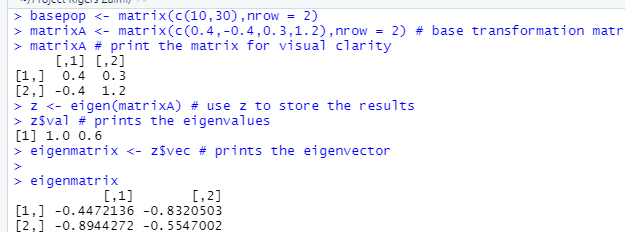 > basepop <- matrix(c(10,30),nrow = 2)
> matrixA <- matrix(c(0.4,-0.4,0.3,1.2),nrow = 2) # base transformation matr
> matrixA # print the matrix for visual clarity
     [,1] [,2]
[1,]  0.4  0.3
[2,] -0.4  1.2
> z <- eigen(matrixA) # use z to store the results
> z$val # prints the eigenvalues
[1] 1.0 0.6
> eigenmatrix <- z$vec # prints the eigenvector
>
> eigenmatrix
           [,1]       [,2]
[1,] -0.4472136 -0.8320503
[2,] -0.8944272 -0.5547002